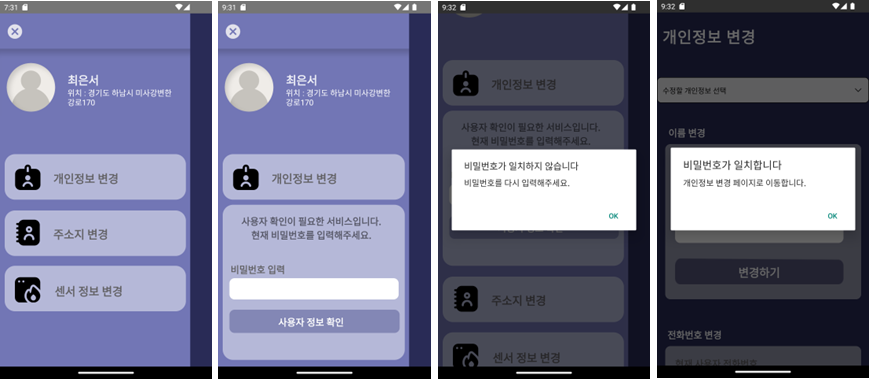 7:31
최은서
위치 : 경기도 하남시 미사강변한
강로170
개인정보 변경
주소지 변경
센서 정보 변경
9:31
최은서
위치 : 경기도 하남시 미사강변한
강로170
개인정보 변경
사용자 확인이 필요한 서비스입니다.
현재 비밀번호를 입력해주세요.
비밀번호 입력
사용자 정보 확인
9:32
개인정보 변경
사용자 확인이 필요한 서비스입니다.
현재 비밀번호를 입력해주세요.
비밀번호가 일치하지 않습니다
비밀번호를 다시 입력해주세요.
OK
주소지 변경
센서 정보 변경
9:32
개인정보 변경
수정할 개인정보 선택
이름 변경
비밀번호가 일치합니다
개인정보 변경 페이지로 이동합니다.
OK
변경하기
전화번호 변경
현재 사용자 전화번호